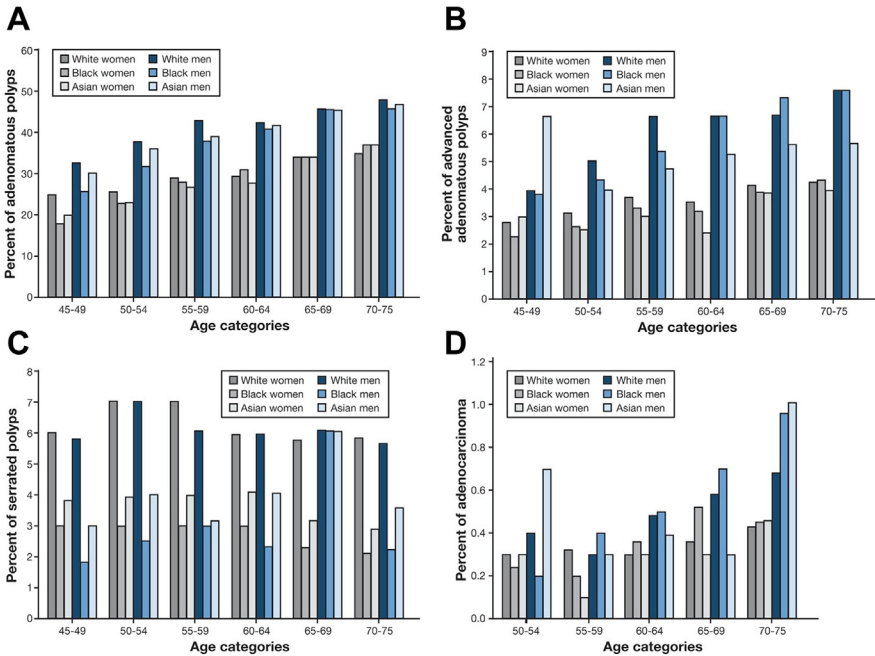 A
Percent of adenomatous polyps
60
50
40
30
20
10
0
White women White men
Black women Black men
Asian women Asian men
45-49 50-54 55-59 60-64 65-69 70-75
Age categories
B
Percent of advanced
adenomatous polyps
9
8
7
6
5
4
3
2
1
0
White women White men
Black women Black men
Asian women Asian men
45-49 50-54 55-59 60-64 65-69 70-75
Age categories
C
Percent of serrated polyps
8
7
6
5
4
3
2
1
0
White women White men
Black women Black men
Asian women Asian men
45-49 50-54 55-59 60-64 65-69 70-75
Age categories
D
Percent of adenocarcinoma
1.2
1.0
0.8
0.6
0.4
0.2
0.0
White women White men
Black women Black men
Asian women Asian men
50-54 55-59 60-64 65-69 70-75
Age categories